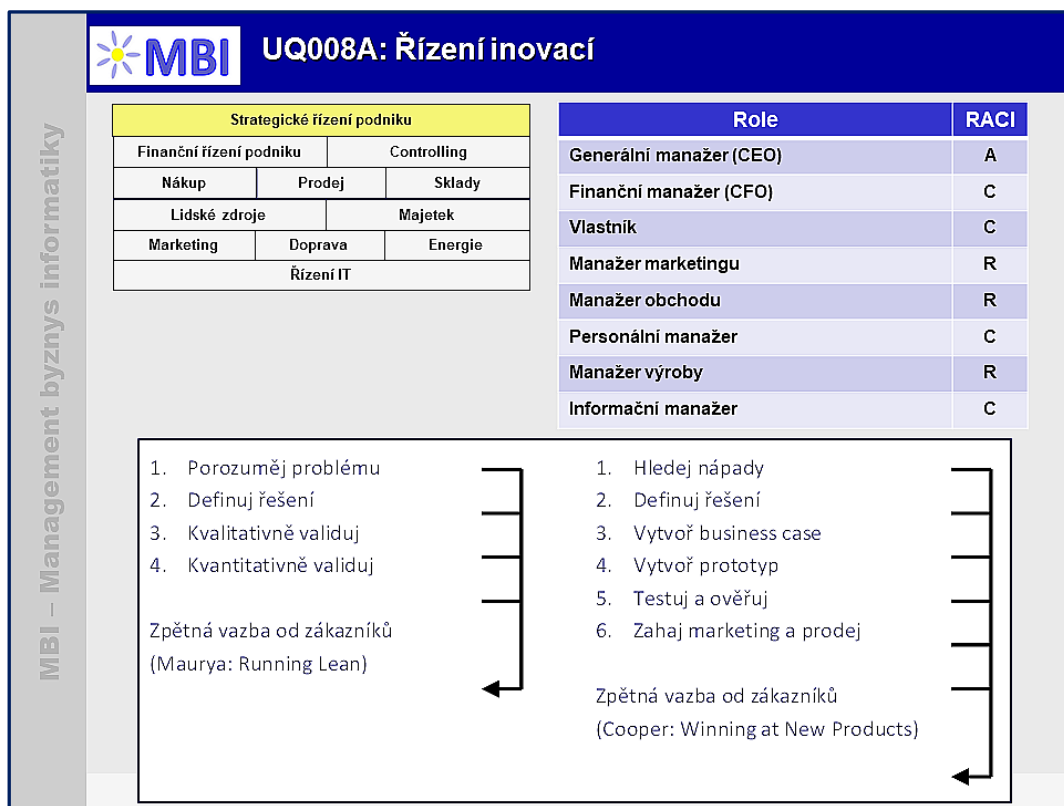 MBI
UQ008A: Řízení inovací
MBI – Management byznys informatiky
Strategické řízení podniku
Finanční řízení podniku Controlling
Nákup Prodej Sklady
Lidské zdroje Majetek
Marketing Doprava Energie
Řízení IT
Role RACI
Generální manažer (CEO) A
Finanční manažer (CFO) C
Vlastník C
Manažer marketingu R
Manažer obchodu R
Personální manažer C
Manažer výroby R
Informační manažer C
1. Porozuměj problému
2. Definuj řešení
3. Kvalitativně validuj
4. Kvantitativně validuj
Zpětná vazba od zákazníků
(Maurya: Running Lean)
1. Hledej nápady
2. Definuj řešení
3. Vytvoř business case
4. Vytvoř prototyp
5. Testuj a ověřuj
6. Zahaj marketing a prodej
Zpětná vazba od zákazníků
(Cooper: Winning at New Products)